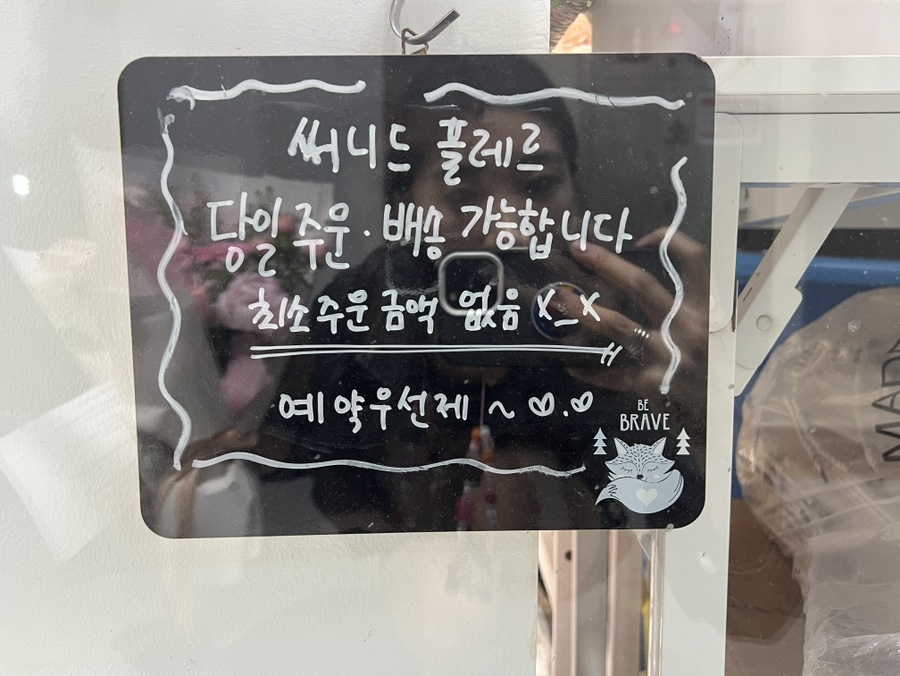 써니드 플레르
당일 주문 · 배송 가능합니다
최소 주문 금액 없음 X_X
예약우선제 ~ ♡.♡
BE
BRAVE
MADE